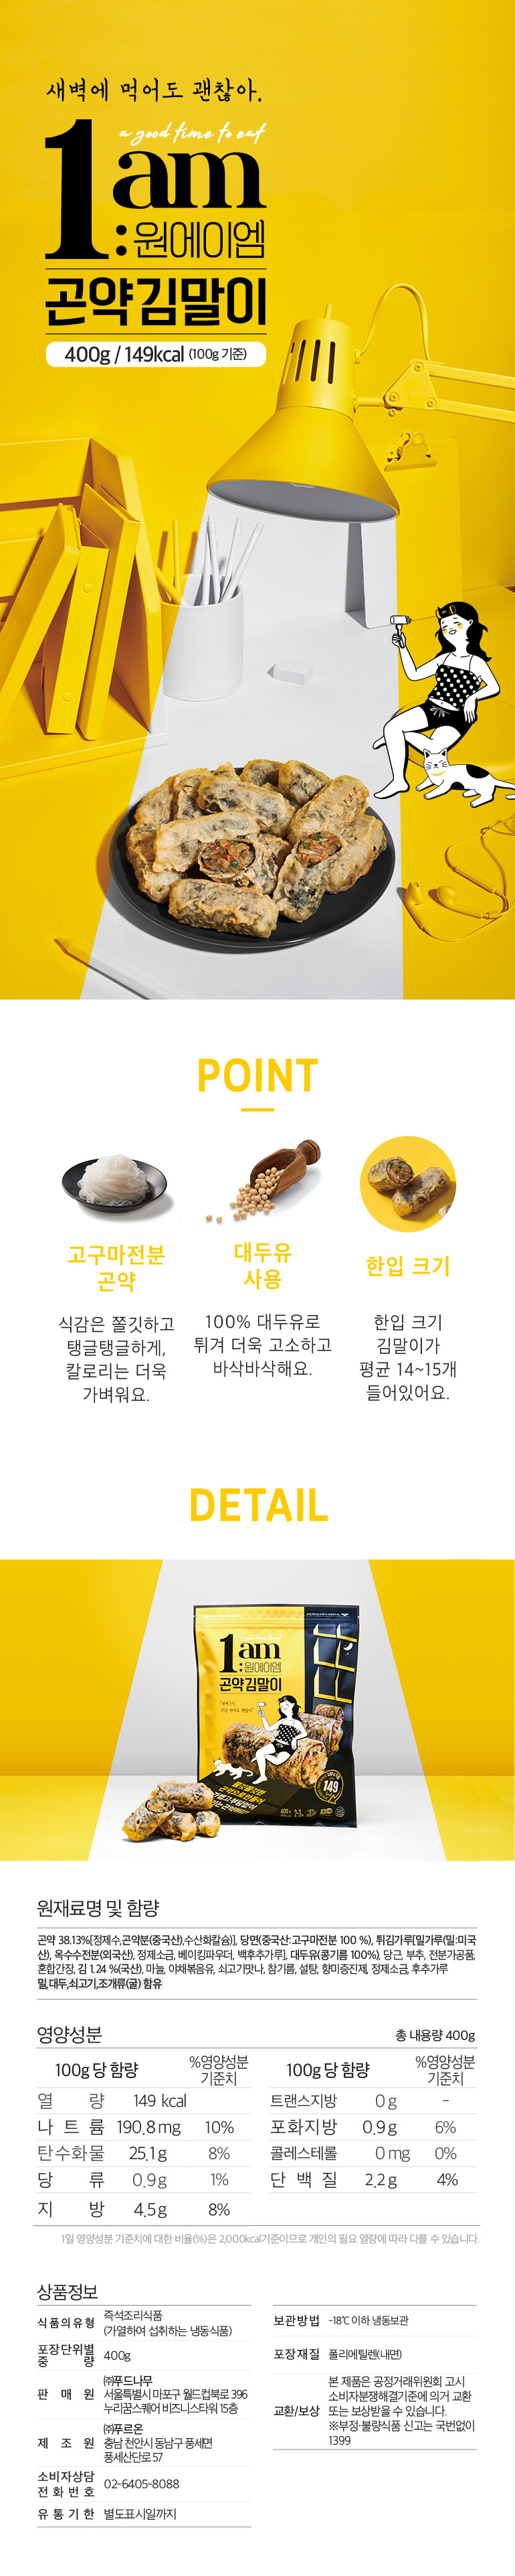 새벽에 먹어도 괜찮아.
a good time to eat
1am
:원에이엠
곤약김말이
400g / 149kcal (100g 기준)
POINT
고구마전분
곤약
식감은 쫄깃하고
탱글탱글하게,
칼로리는 더욱
가벼워요.
대두유
사용
100% 대두유로
튀겨 더욱 고소하고
바삭바삭해요.
한입 크기
한입 크기
김말이가
평균 14~15개
들어있어요.
DETAIL
1am
:원에이엠
곤약김말이
149
원재료명 및 함량
곤약 38.13%[정제수,곤약분(중국산),수산화칼슘)], 당면(중국산:고구마전분 100 %), 튀김가루[밀가루(밀:미국
산), 옥수수전분(외국산), 정제소금, 베이킹파우더, 백후추가루], 대두유(콩기름 100%), 당근, 부추, 전분가공품,
혼합간장, 김 1.24 %(국산), 마늘, 야채볶음유, 쇠고기맛나, 참기름, 설탕, 향미증진제, 정제소금, 후추가루
밀,대두,쇠고기,조개류(굴) 함유
영양성분
총 내용량 400g
100g 당 함량 %영양성분 기준치
열 량 149 kcal
나 트 륨 190.8 mg 10%
탄수화물 25.1 g 8%
당 류 0.9 g 1%
지 방 4.5 g 8%
100g 당 함량 %영양성분 기준치
트랜스지방 0 g -
포화지방 0.9 g 6%
콜레스테롤 0 mg 0%
단 백 질 2.2 g 4%
1일 영양성분 기준치에 대한 비율(%)은 2,000kcal기준이므로 개인의 필요 열량에 따라 다를 수 있습니다.
상품정보
식품의유형 즉석조리식품
(가열하여 섭취하는 냉동식품)
포장단위별
중 량 400g
판 매 원 ㈜푸드나무
서울특별시 마포구 월드컵북로 396
누리꿈스퀘어 비즈니스타워 15층
제 조 원 ㈜푸르온
충남 천안시 동남구 풍세면
풍세산단로 57
소비자상담
전 화 번 호 02-6405-8088
유 통 기 한 별도표시일까지
보관방법 -18℃ 이하 냉동보관
포장재질 폴리에틸렌(내면)
교환/보상 본 제품은 공정거래위원회 고시
소비자분쟁해결기준에 의거 교환
또는 보상받을 수 있습니다.
※부정·불량식품 신고는 국번없이
1399